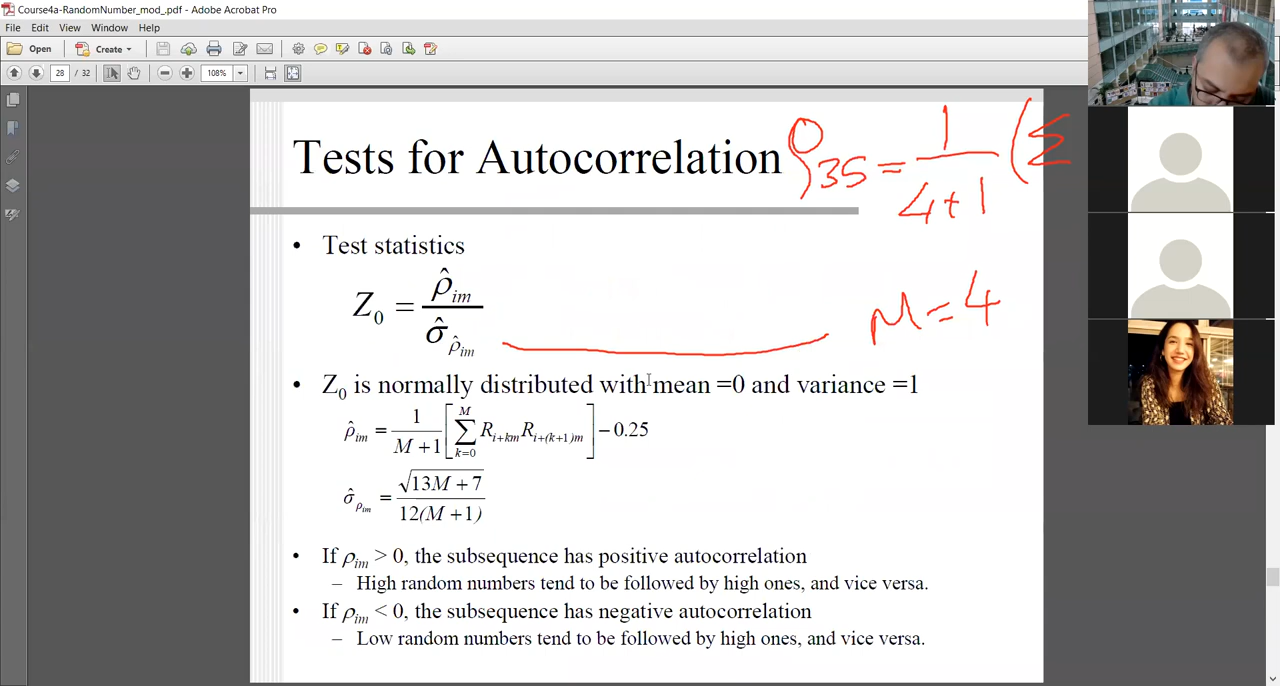 Course4a-RandomNumber_mod_.pdf - Adobe Acrobat Pro
File Edit View Window Help
Open Create
28 / 32 108%
Tests for Autocorrelation
ρ35 = 1/(4+1) (Σ
• Test statistics
Z₀ = ρ̂im / σ̂ρ̂im
M = 4
• Z₀ is normally distributed with mean =0 and variance =1
ρ̂im = 1/(M+1) [ Σ k=0 M Ri+km Ri+(k+1)m ] − 0.25
σ̂ρim = √(13M + 7) / 12(M + 1)
• If ρim > 0, the subsequence has positive autocorrelation
– High random numbers tend to be followed by high ones, and vice versa.
• If ρim < 0, the subsequence has negative autocorrelation
– Low random numbers tend to be followed by high ones, and vice versa.